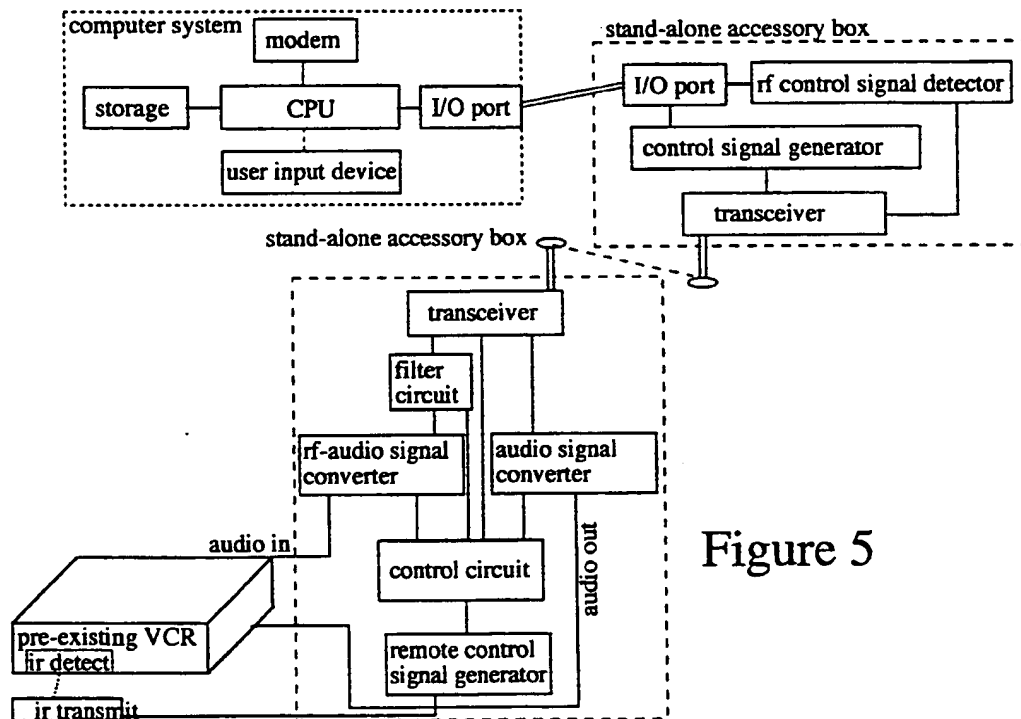 computer system
modem
storage
CPU
I/O port
user input device
stand-alone accessory box
I/O port
rf control signal detector
control signal generator
transceiver
stand-alone accessory box
transceiver
filter
circuit
rf-audio signal
converter
audio signal
converter
audio in
control circuit
audio out
Figure 5
pre-existing VCR
ir detect
remote control
signal generator
ir transmit